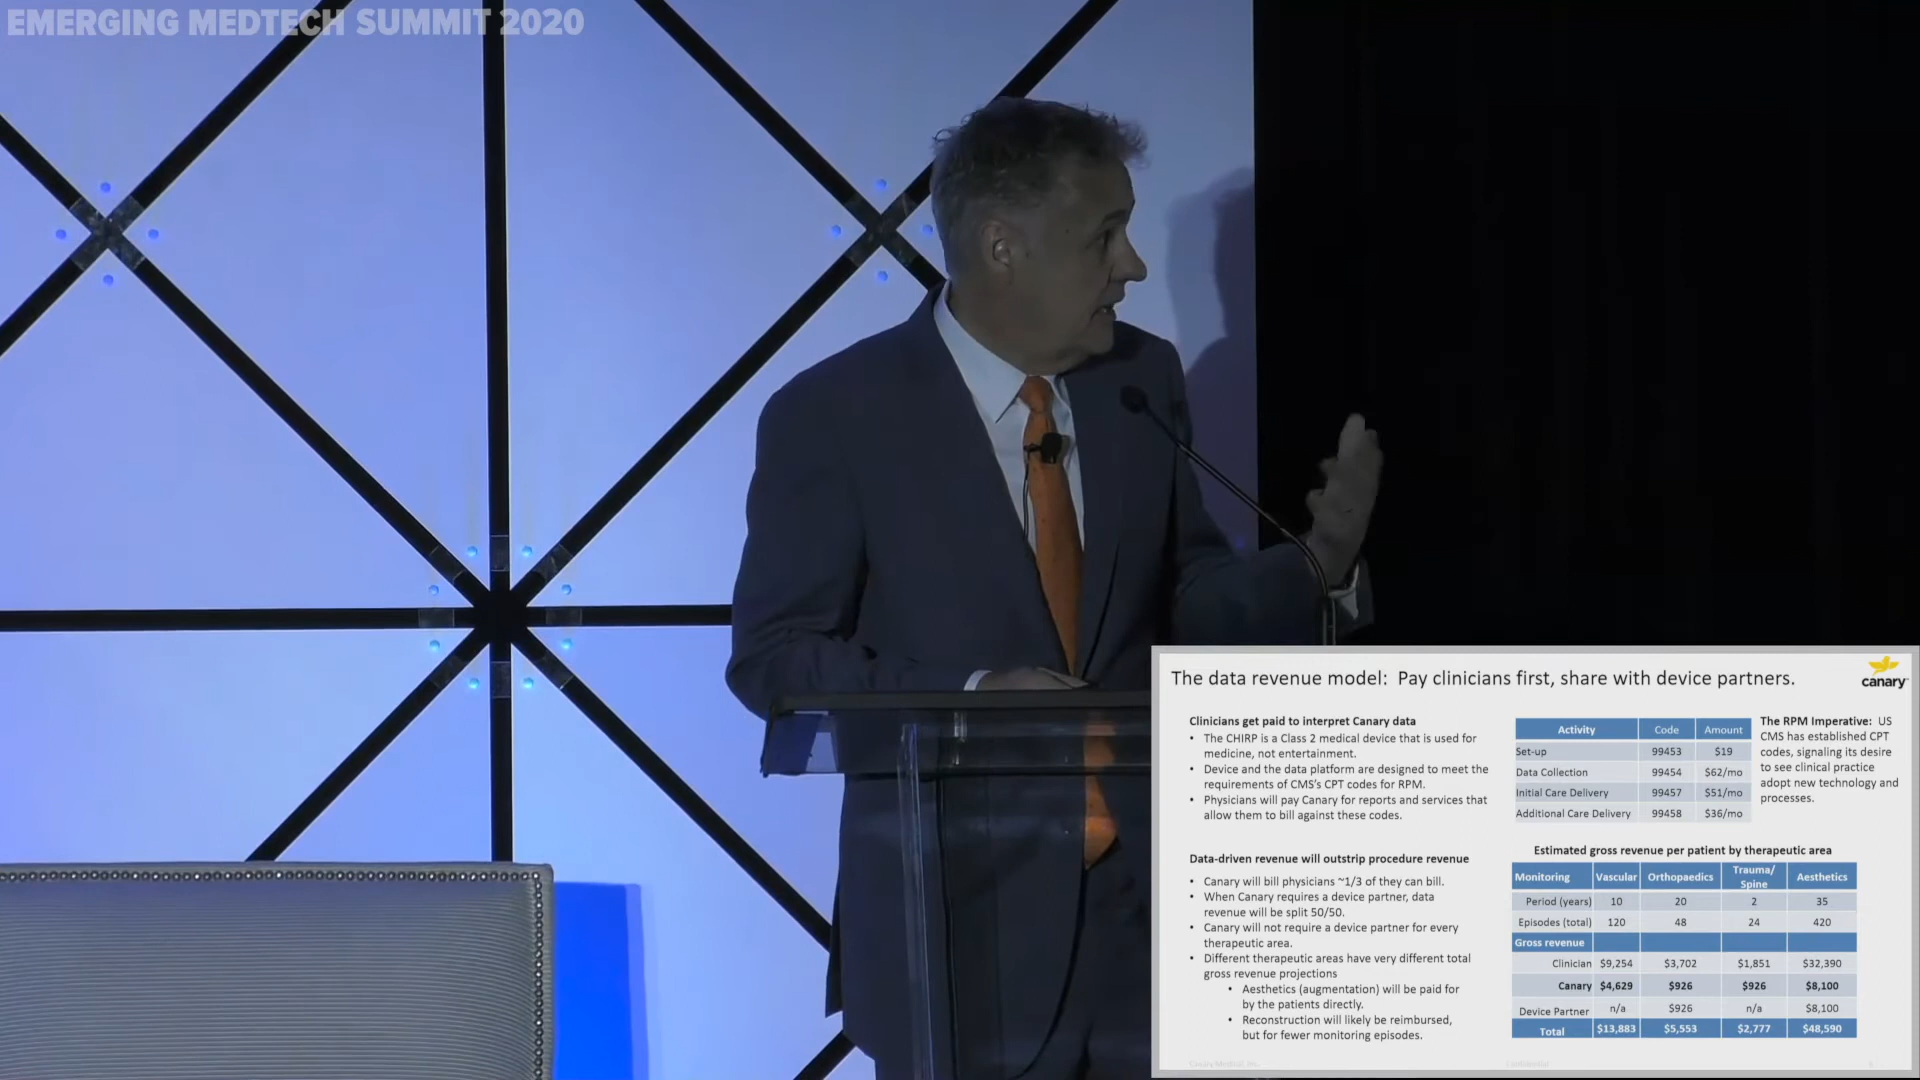 EMERGING MEDTECH SUMMIT 2020
The data revenue model: Pay clinicians first, share with device partners.
canary
Clinicians get paid to interpret Canary data
• The CHIRP is a Class 2 medical device that is used for
medicine, not entertainment.
• Device and the data platform are designed to meet the
requirements of CMS's CPT codes for RPM.
• Physicians will pay Canary for reports and services that
allow them to bill against these codes.
Data-driven revenue will outstrip procedure revenue
• Canary will bill physicians ~1/3 of they can bill.
• When Canary requires a device partner, data
revenue will be split 50/50.
• Canary will not require a device partner for every
therapeutic area.
• Different therapeutic areas have very different total
gross revenue projections
• Aesthetics (augmentation) will be paid for
by the patients directly.
• Reconstruction will likely be reimbursed,
but for fewer monitoring episodes.
Activity Code Amount
Set-up 99453 $19
Data Collection 99454 $62/mo
Initial Care Delivery 99457 $51/mo
Additional Care Delivery 99458 $36/mo
The RPM Imperative: US
CMS has established CPT
codes, signaling its desire
to see clinical practice
adopt new technology and
processes.
Estimated gross revenue per patient by therapeutic area
Monitoring Vascular Orthopaedics Trauma/
Spine Aesthetics
Period (years) 10 20 2 35
Episodes (total) 120 48 24 420
Gross revenue
Clinician $9,254 $3,702 $1,851 $32,390
Canary $4,629 $926 $926 $8,100
Device Partner n/a $926 n/a $8,100
Total $13,883 $5,553 $2,777 $48,590
Canary Medical, Inc.
Confidential